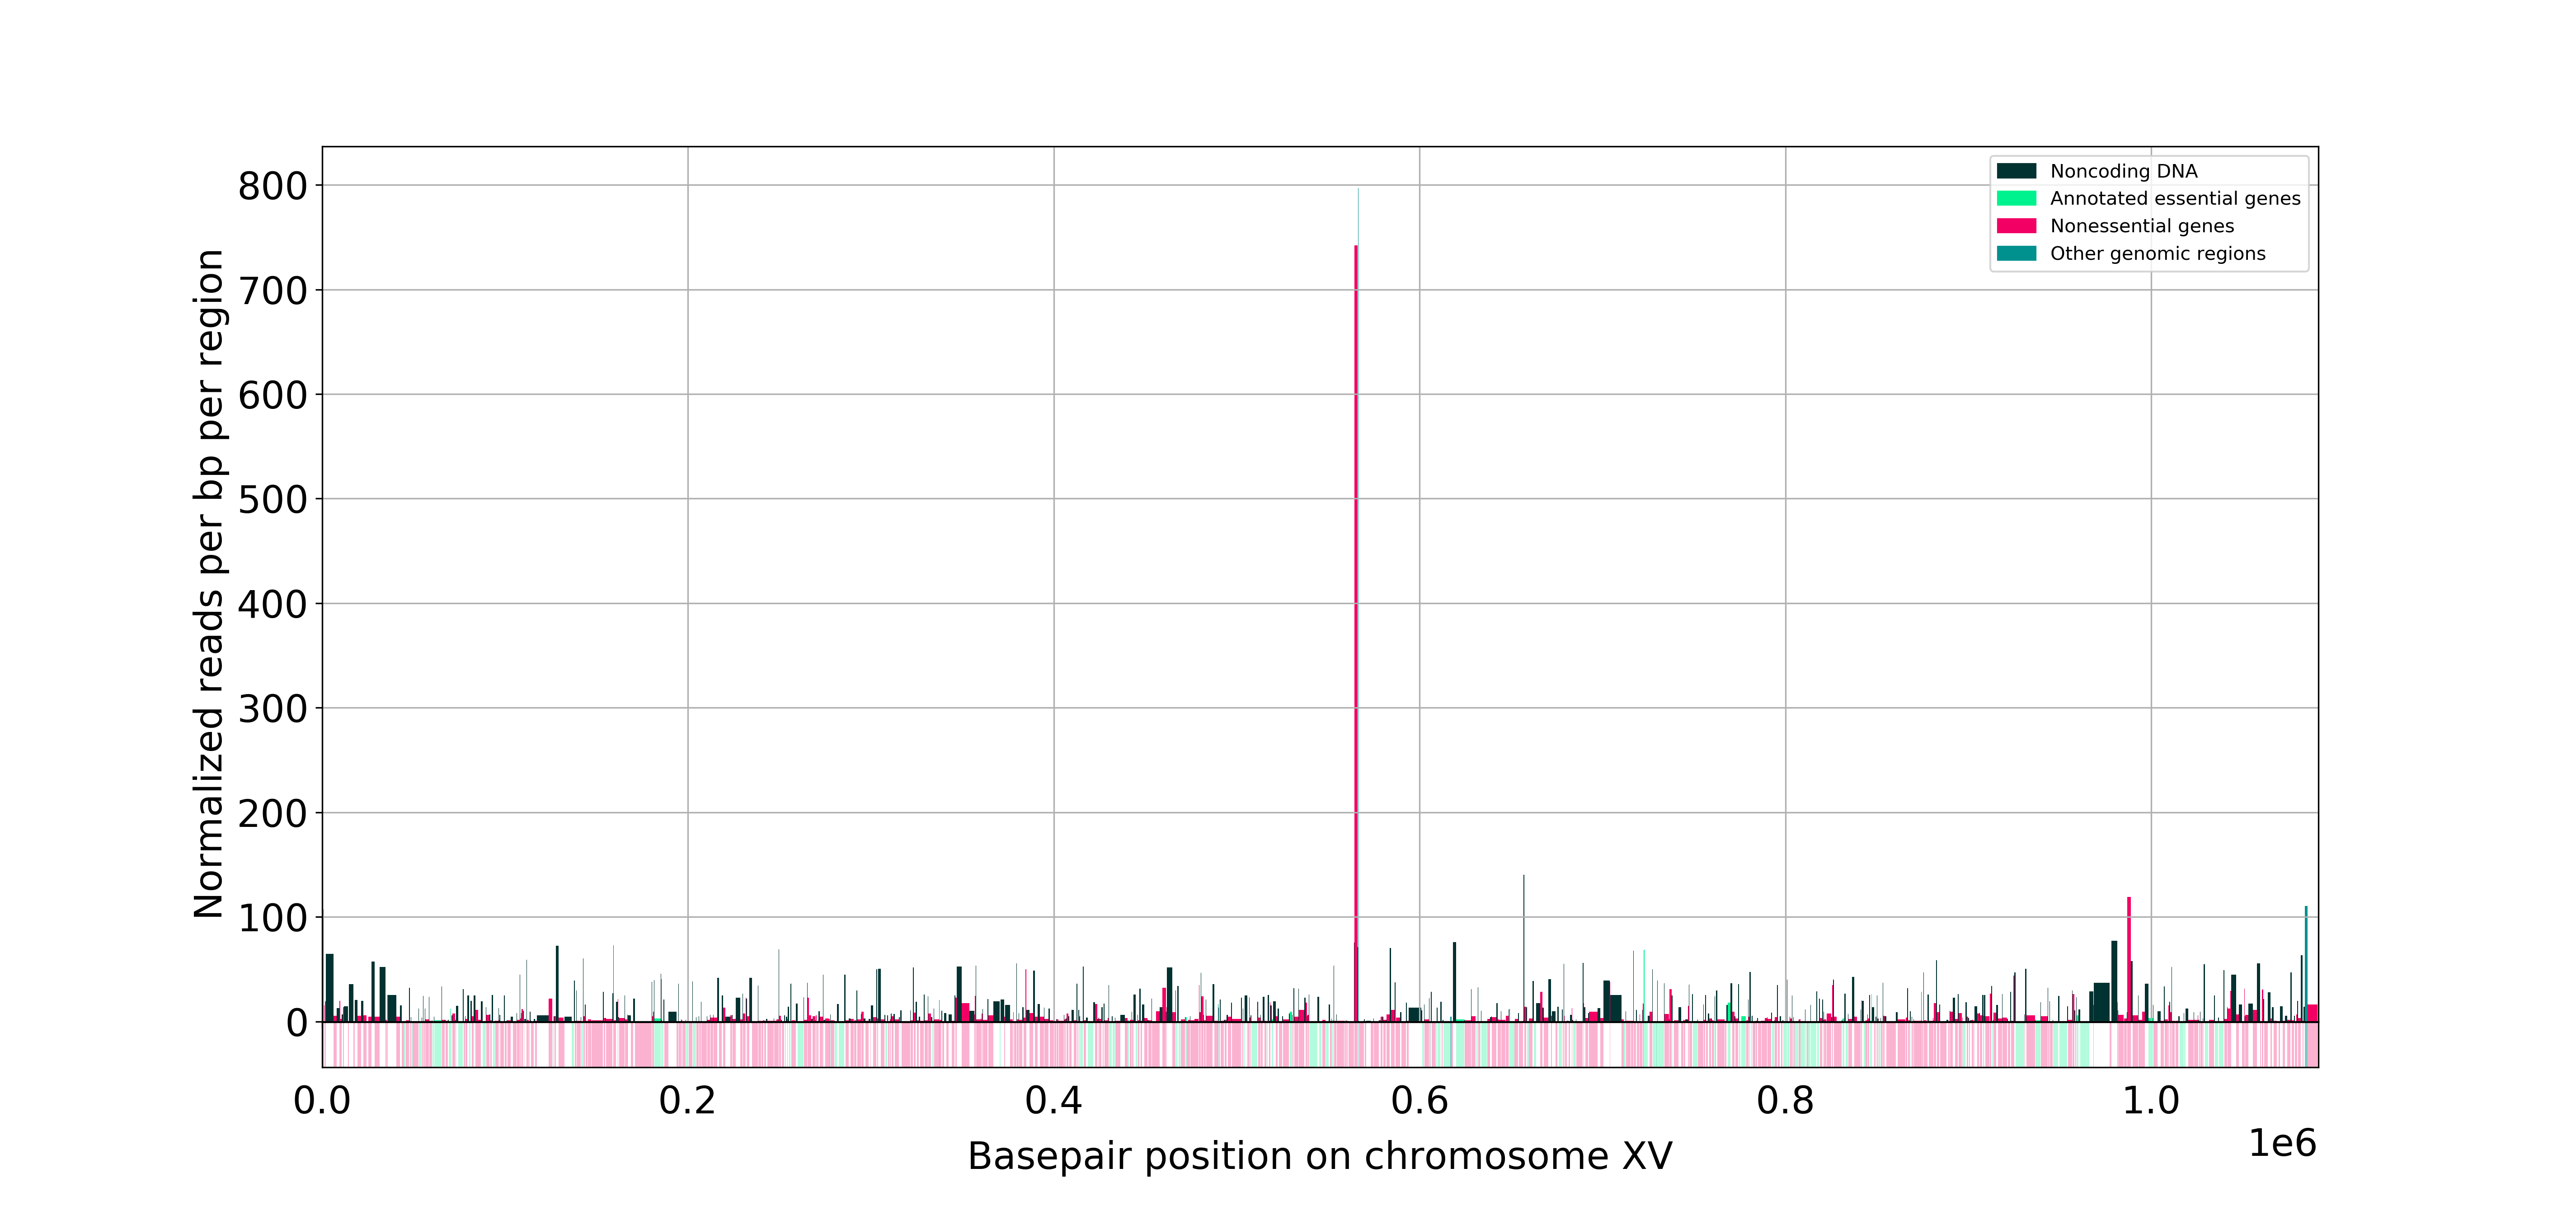 Normalized reads per bp per region
800
700
600
500
400
300
200
100
0
Noncoding DNA
Annotated essential genes
Nonessential genes
Other genomic regions
0.0 0.2 0.4 0.6 0.8 1.0
1e6
Basepair position on chromosome XV